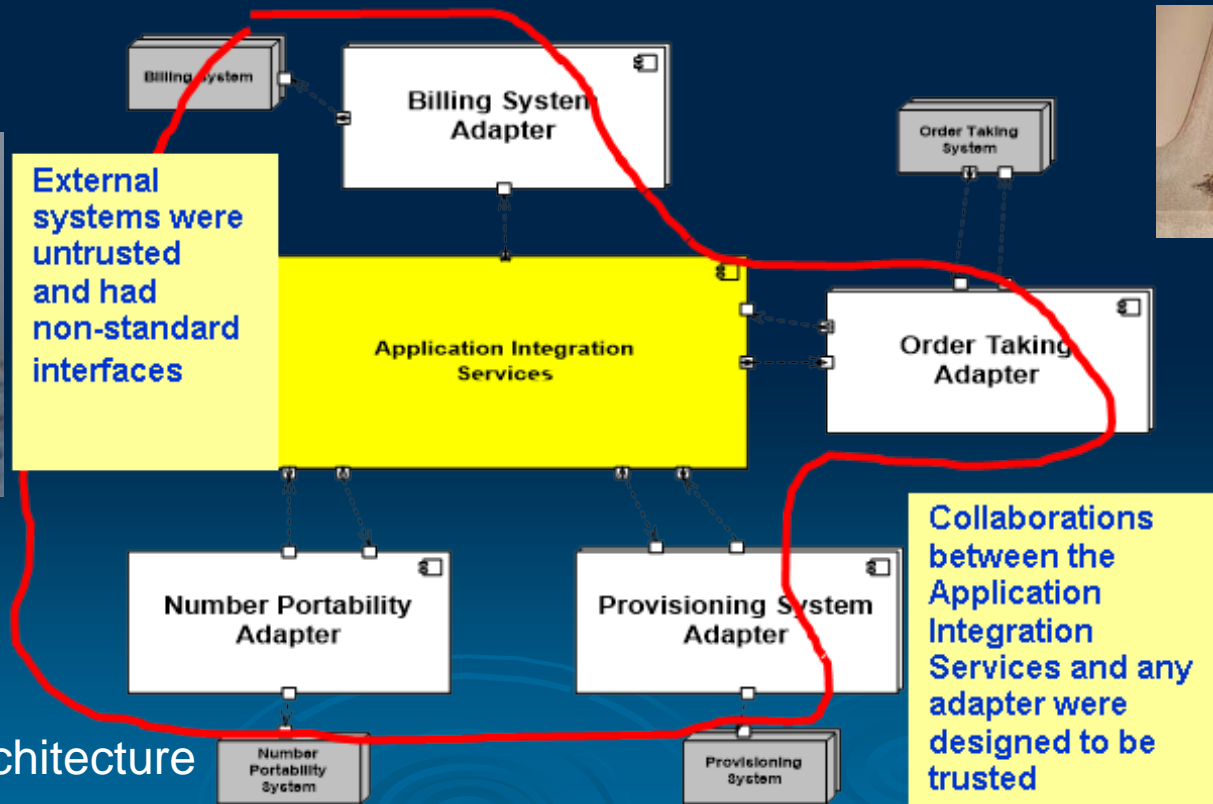 Billing System
Billing System
Adapter
Order Taking
System
External
systems were
untrusted
and had
non-standard
interfaces
Application Integration
Services
Order Taking
Adapter
Number Portability
Adapter
Provisioning System
Adapter
Collaborations
between the
Application
Integration
Services and any
adapter were
designed to be
trusted
chitecture
Number
Portability
System
Provisioning
System